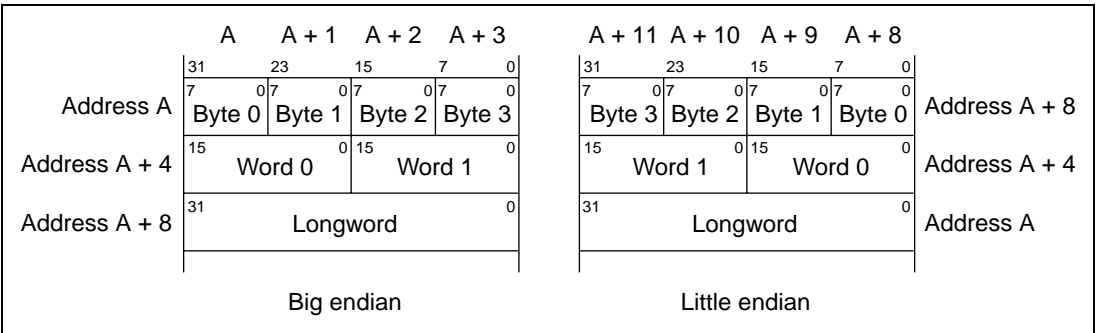 A A + 1 A + 2 A + 3 A + 11 A + 10 A + 9 A + 8
31 23 15 7 0 31 23 15 7 0
7 0 7 0 7 0 7 0 7 0 7 0 7 0 7 0
Address A Byte 0 Byte 1 Byte 2 Byte 3 Byte 3 Byte 2 Byte 1 Byte 0 Address A + 8
15 0 15 0 15 0 15 0
Address A + 4 Word 0 Word 1 Word 1 Word 0 Address A + 4
31 0 31 0
Address A + 8 Longword Longword Address A
Big endian Little endian